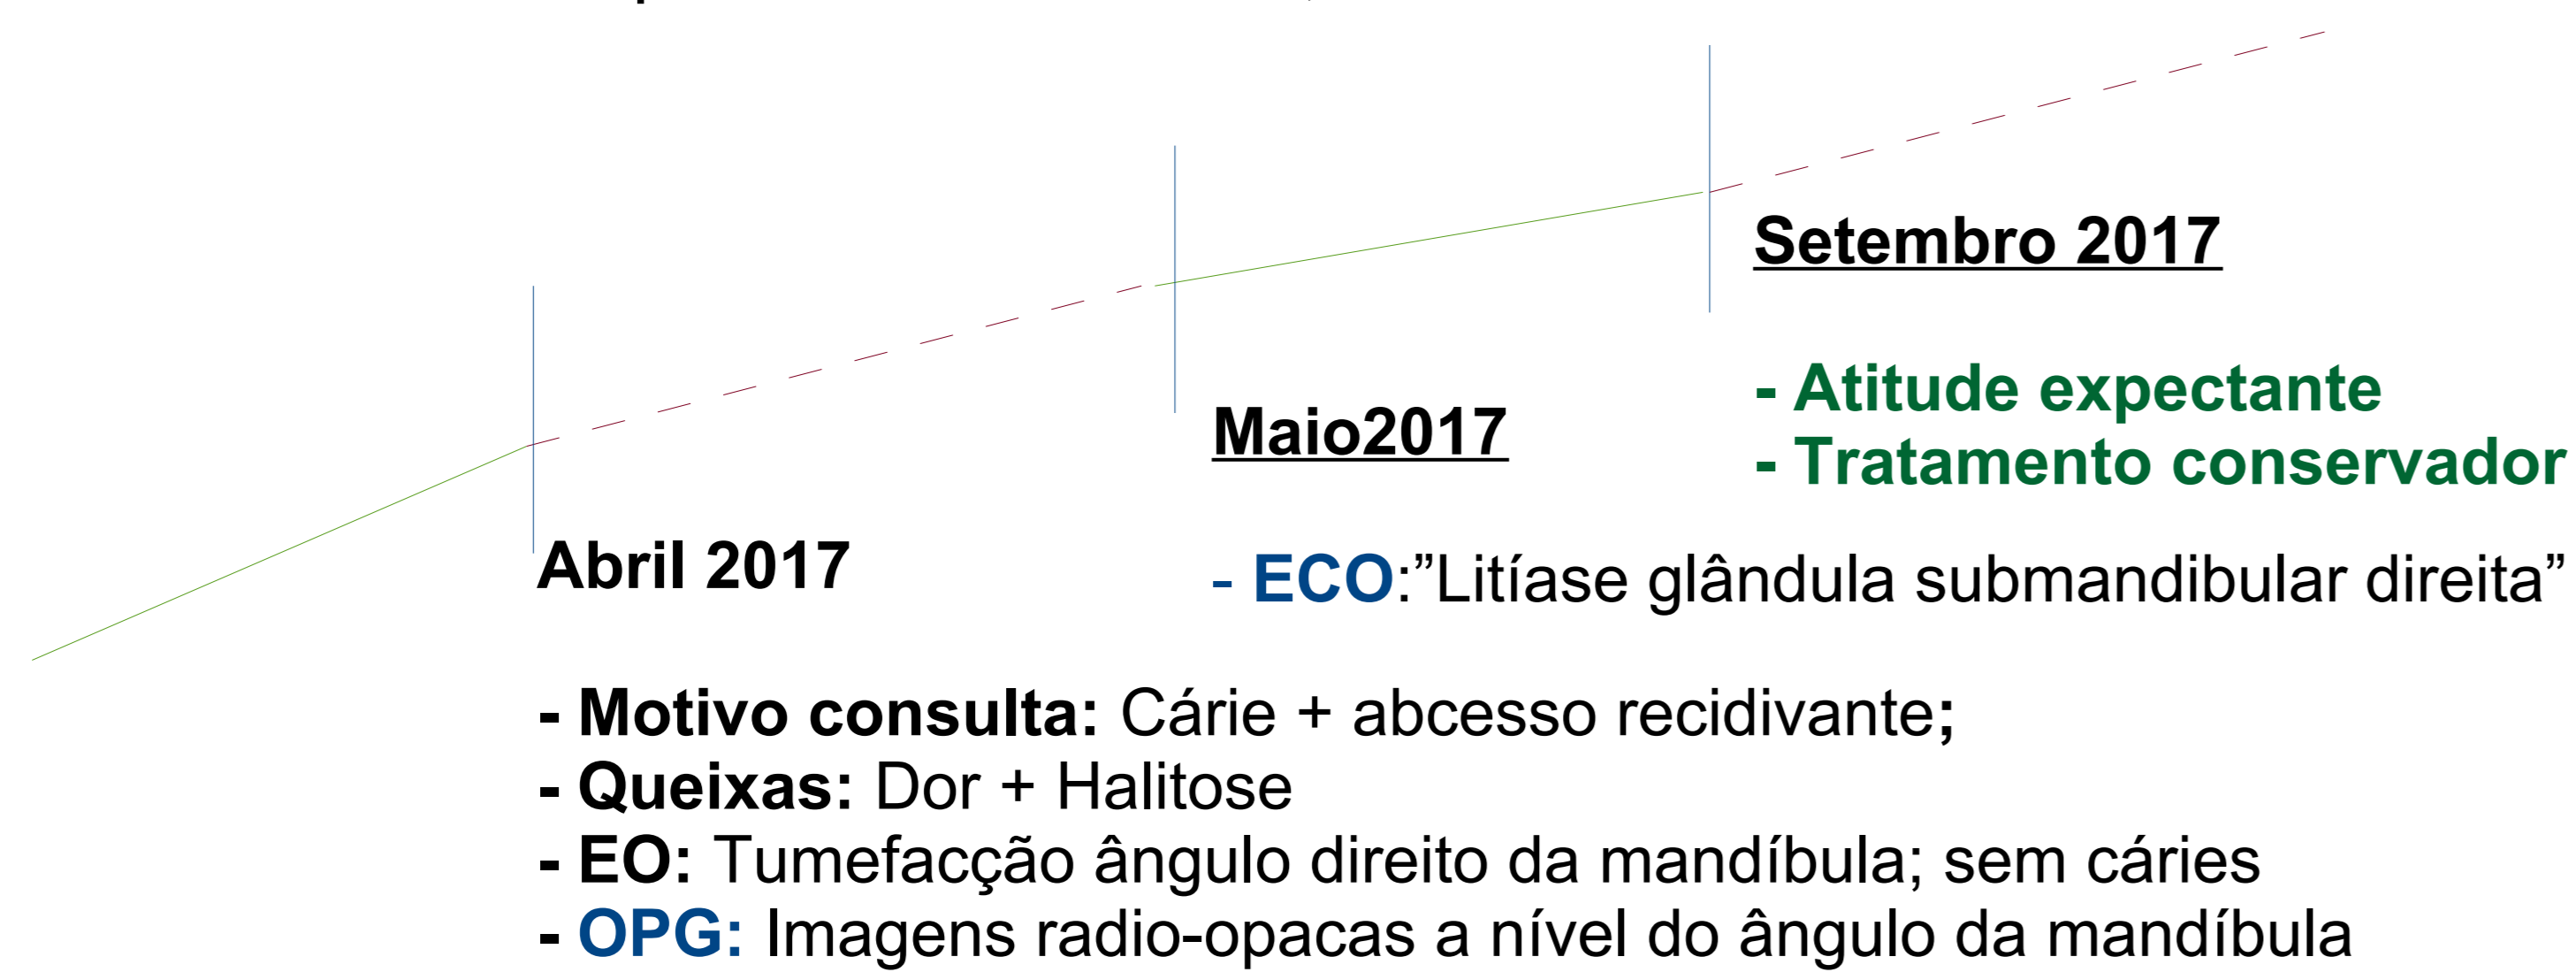 Setembro 2017
- Atitude expectante
- Tratamento conservador
Maio2017
- ECO:”Litíase glândula submandibular direita”
Abril 2017
- Motivo consulta: Cárie + abcesso recidivante;
- Queixas: Dor + Halitose
- EO: Tumefacção ângulo direito da mandíbula; sem cáries
- OPG: Imagens radio-opacas a nível do ângulo da mandíbula